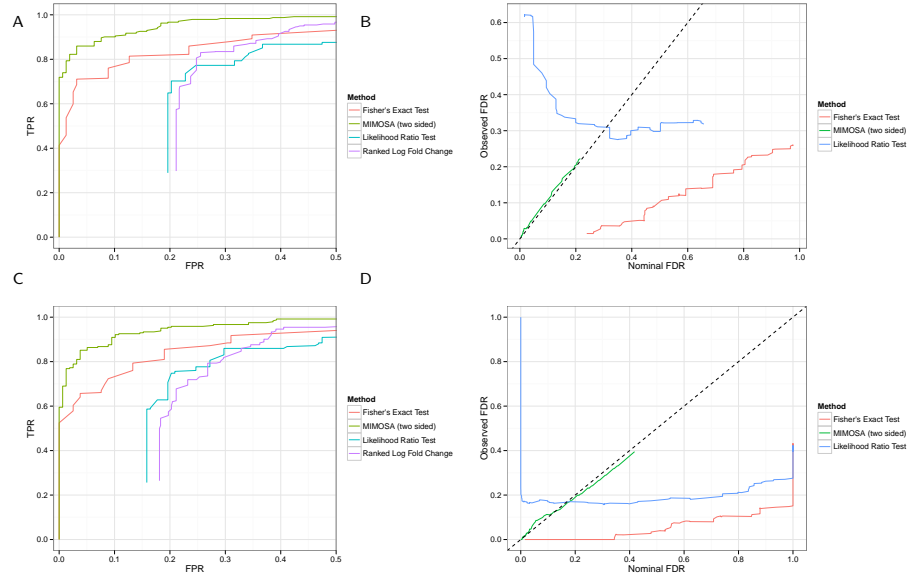 A
1.0
0.8
0.6
0.4
0.2
0.0
TPR
0.0 0.1 0.2 0.3 0.4 0.5
FPR
Method
Fisher's Exact Test
MIMOSA (two sided)
Likelihood Ratio Test
Ranked Log Fold Change
B
0.6
0.5
0.4
0.3
0.2
0.1
0.0
Observed FDR
0.0 0.2 0.4 0.6 0.8 1.0
Nominal FDR
Method
Fisher's Exact Test
MIMOSA (two sided)
Likelihood Ratio Test
C
1.0
0.8
0.6
0.4
0.2
0.0
TPR
0.0 0.1 0.2 0.3 0.4 0.5
FPR
Method
Fisher's Exact Test
MIMOSA (two sided)
Likelihood Ratio Test
Ranked Log Fold Change
D
1.0
0.8
0.6
0.4
0.2
0.0
Observed FDR
0.0 0.2 0.4 0.6 0.8 1.0
Nominal FDR
Method
Fisher's Exact Test
MIMOSA (two sided)
Likelihood Ratio Test